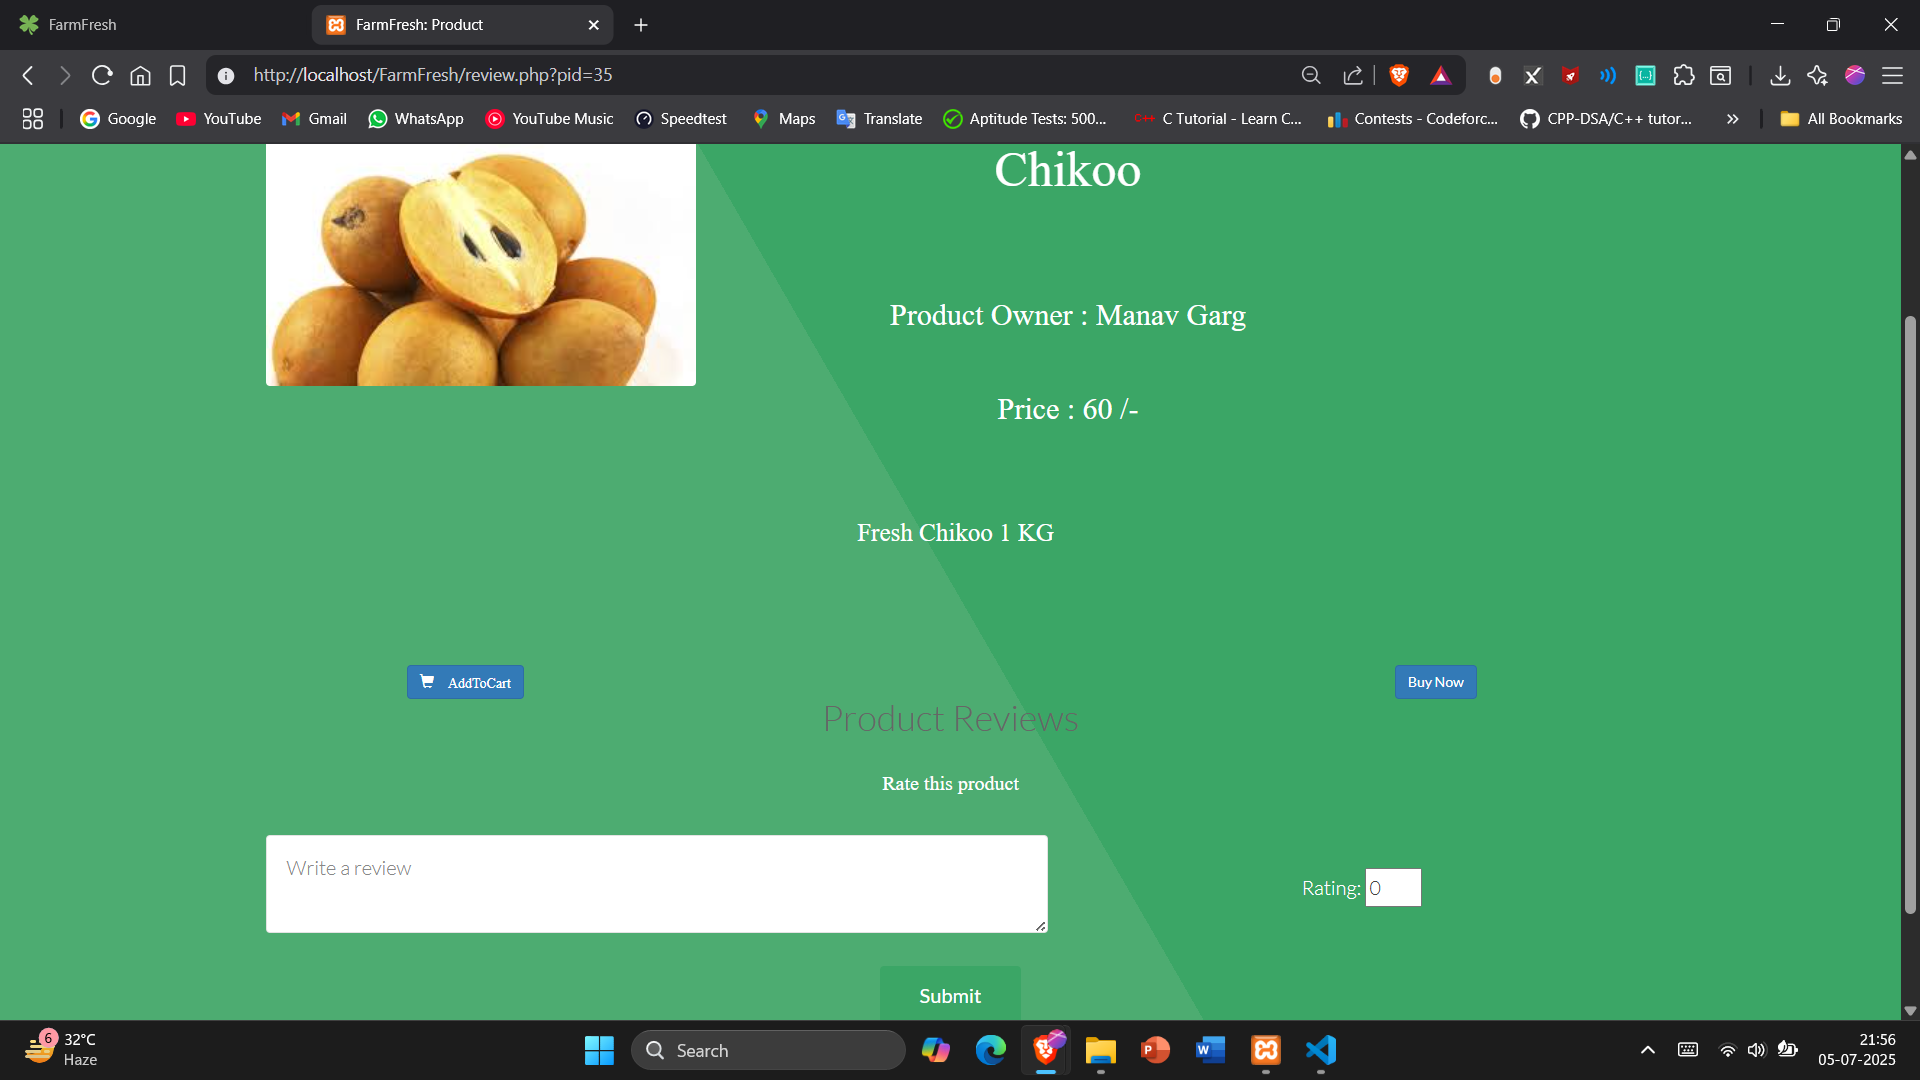 FarmFresh
FarmFresh: Product
http://localhost/FarmFresh/review.php?pid=35
Google YouTube Gmail WhatsApp YouTube Music Speedtest Maps Translate Aptitude Tests: 500... C Tutorial - Learn C... Contests - Codeforc... CPP-DSA/C++ tutor... » All Bookmarks
Chikoo
Product Owner : Manav Garg
Price : 60 /-
Fresh Chikoo 1 KG
AddToCart
Buy Now
Product Reviews
Rate this product
Write a review
Rating: 0
Submit
6
32°C
Haze
Search
21:56
05-07-2025